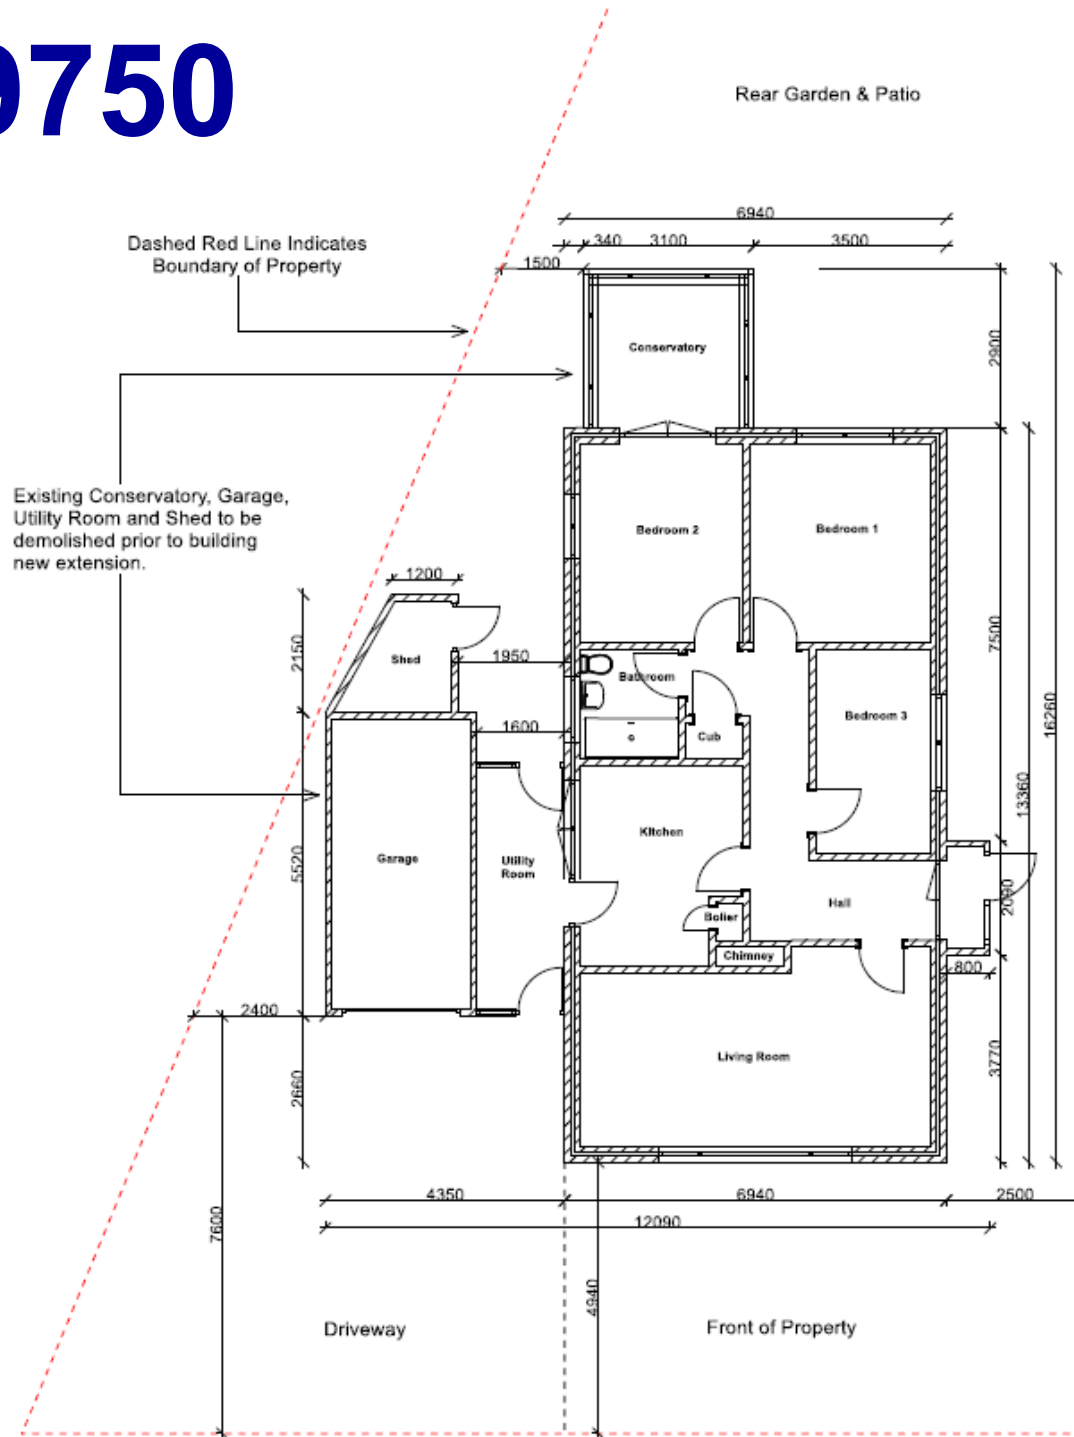 9750
Rear Garden & Patio
6940
340 3100 3500
1500
Dashed Red Line Indicates
Boundary of Property
Conservatory
2900
Existing Conservatory, Garage,
Utility Room and Shed to be
demolished prior to building
new extension.
Bedroom 2
Bedroom 1
1200
2150
Shed
1950
7500
Bathroom
Bedroom 3
16260
1600
Cub
13360
Kitchen
Garage
5520
Utility
Room
Hall
2090
Bolier
Chimney
800
2400
Living Room
3770
2660
4350 6940 2500
12090
7600
4940
Driveway
Front of Property